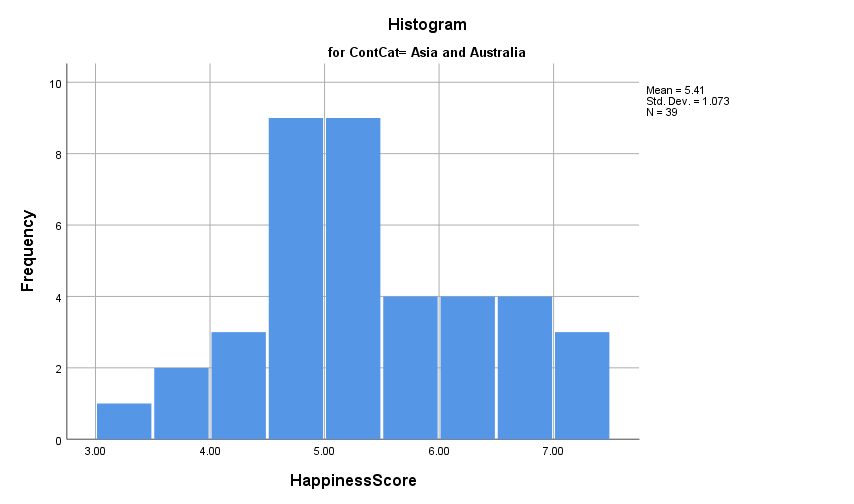 Histogram
for ContCat= Asia and Australia
Mean = 5.41
Std. Dev. = 1.073
N = 39
Frequency
10
8
6
4
2
0
3.00 4.00 5.00 6.00 7.00
HappinessScore